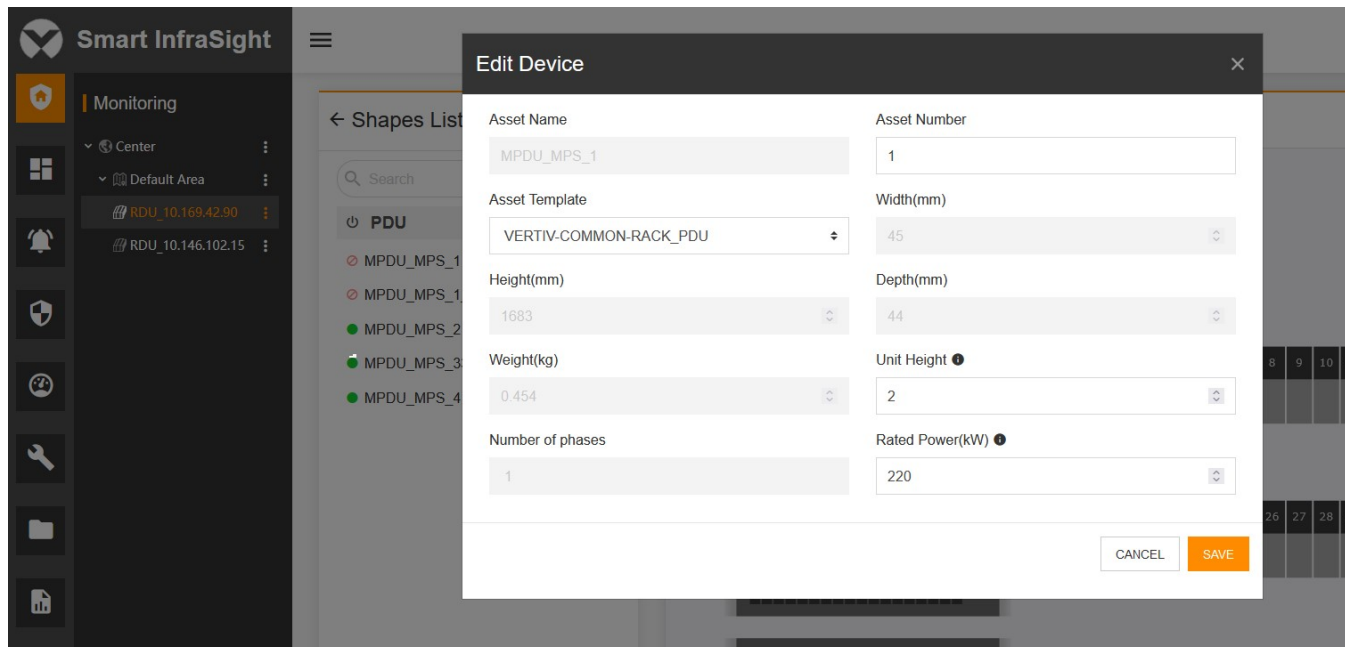 Smart InfraSight
Monitoring
Center
Default Area
RDU_10.169.42.90
RDU_10.146.102.15
Shapes List
Search
PDU
MPDU_MPS_1
MPDU_MPS_1
MPDU_MPS_2
MPDU_MPS_3
MPDU_MPS_4
Edit Device
Asset Name
Asset Number
MPDU_MPS_1
1
Asset Template
Width(mm)
VERTIV-COMMON-RACK_PDU
45
Height(mm)
Depth(mm)
1683
44
Weight(kg)
Unit Height
0.454
2
Number of phases
Rated Power(kW)
1
220
CANCEL
SAVE
8 9 10
26 27 28